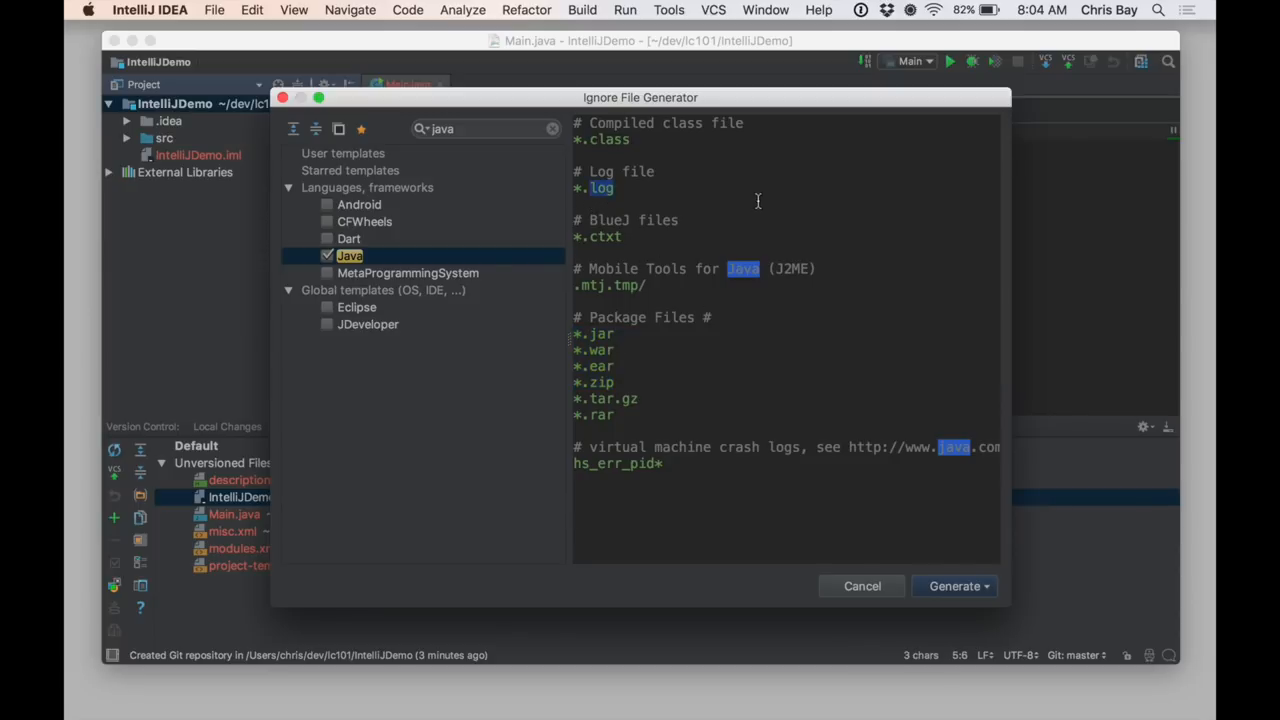 IntelliJ IDEA File Edit View Navigate Code Analyze Refactor Build Run Tools VCS Window Help 82% 8:04 AM Chris Bay
Main.java - IntelliJDemo - [~/dev/lc101/IntelliJDemo]
IntelliJDemo
Main
VCS VCS
Project
Main.java
IntelliJDemo ~/dev/lc1
.idea
src
IntelliJDemo.iml
External Libraries
Ignore File Generator
java
User templates
Starred templates
Languages, frameworks
Android
CFWheels
Dart
Java
MetaProgrammingSystem
Global templates (OS, IDE, ...)
Eclipse
JDeveloper
# Compiled class file
*.class
# Log file
*.log
# BlueJ files
*.ctxt
# Mobile Tools for Java (J2ME)
.mtj.tmp/
# Package Files #
*.jar
*.war
*.ear
*.zip
*.tar.gz
*.rar
# virtual machine crash logs, see http://www.java.com
hs_err_pid*
Cancel
Generate
Version Control: Local Changes
Default
Unversioned Files
VCS
description
IntelliJDemo
Main.java ~
misc.xml ~
modules.xm
project-tem
Created Git repository in /Users/chris/dev/lc101/IntelliJDemo (3 minutes ago)
3 chars 5:6 LF÷ UTF-8÷ Git: master÷